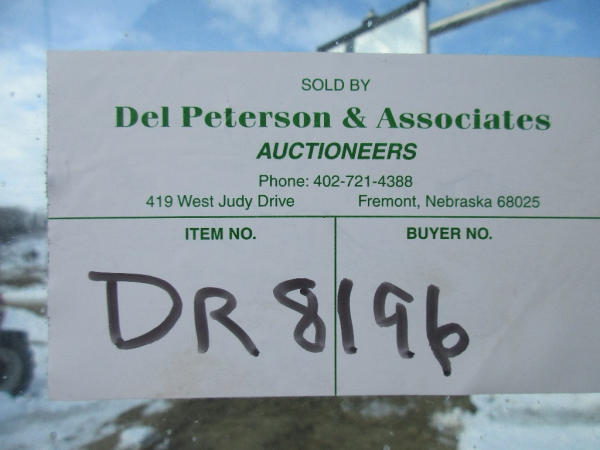 SOLD BY
Del Peterson & Associates
AUCTIONEERS
Phone: 402-721-4388
419 West Judy Drive Fremont, Nebraska 68025
ITEM NO. BUYER NO.
DR8196